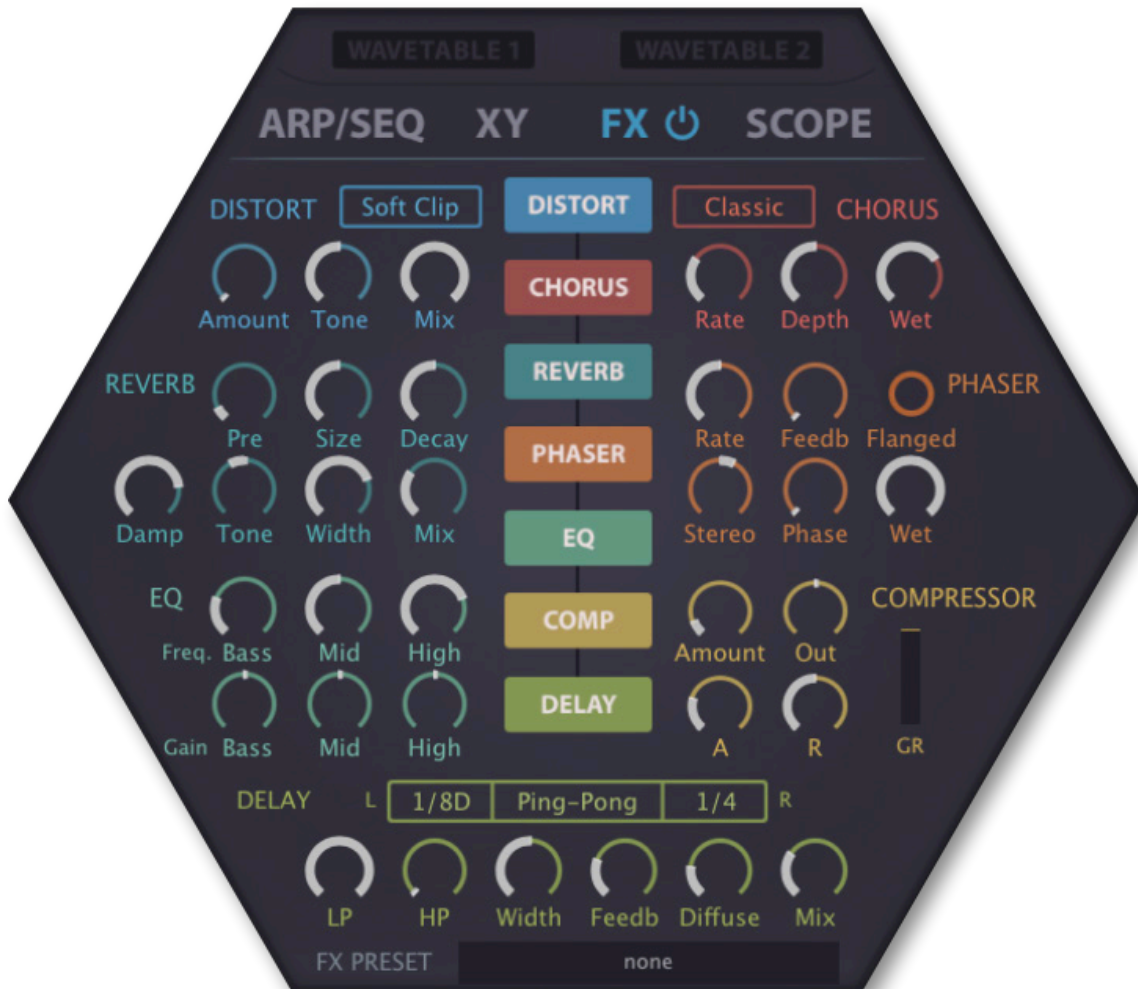 WAVETABLE 1 WAVETABLE 2
ARP/SEQ XY FX SCOPE
DISTORT Soft Clip DISTORT Classic CHORUS
Amount Tone Mix CHORUS Rate Depth Wet
REVERB REVERB PHASER
Pre Size Decay Rate Feedb Flanged
PHASER
Damp Tone Width Mix Stereo Phase Wet
EQ
EQ COMPRESSOR
COMP
Freq. Bass Mid High Amount Out
DELAY
Gain Bass Mid High A R GR
DELAY L 1/8D Ping-Pong 1/4 R
LP HP Width Feedb Diffuse Mix
FX PRESET none